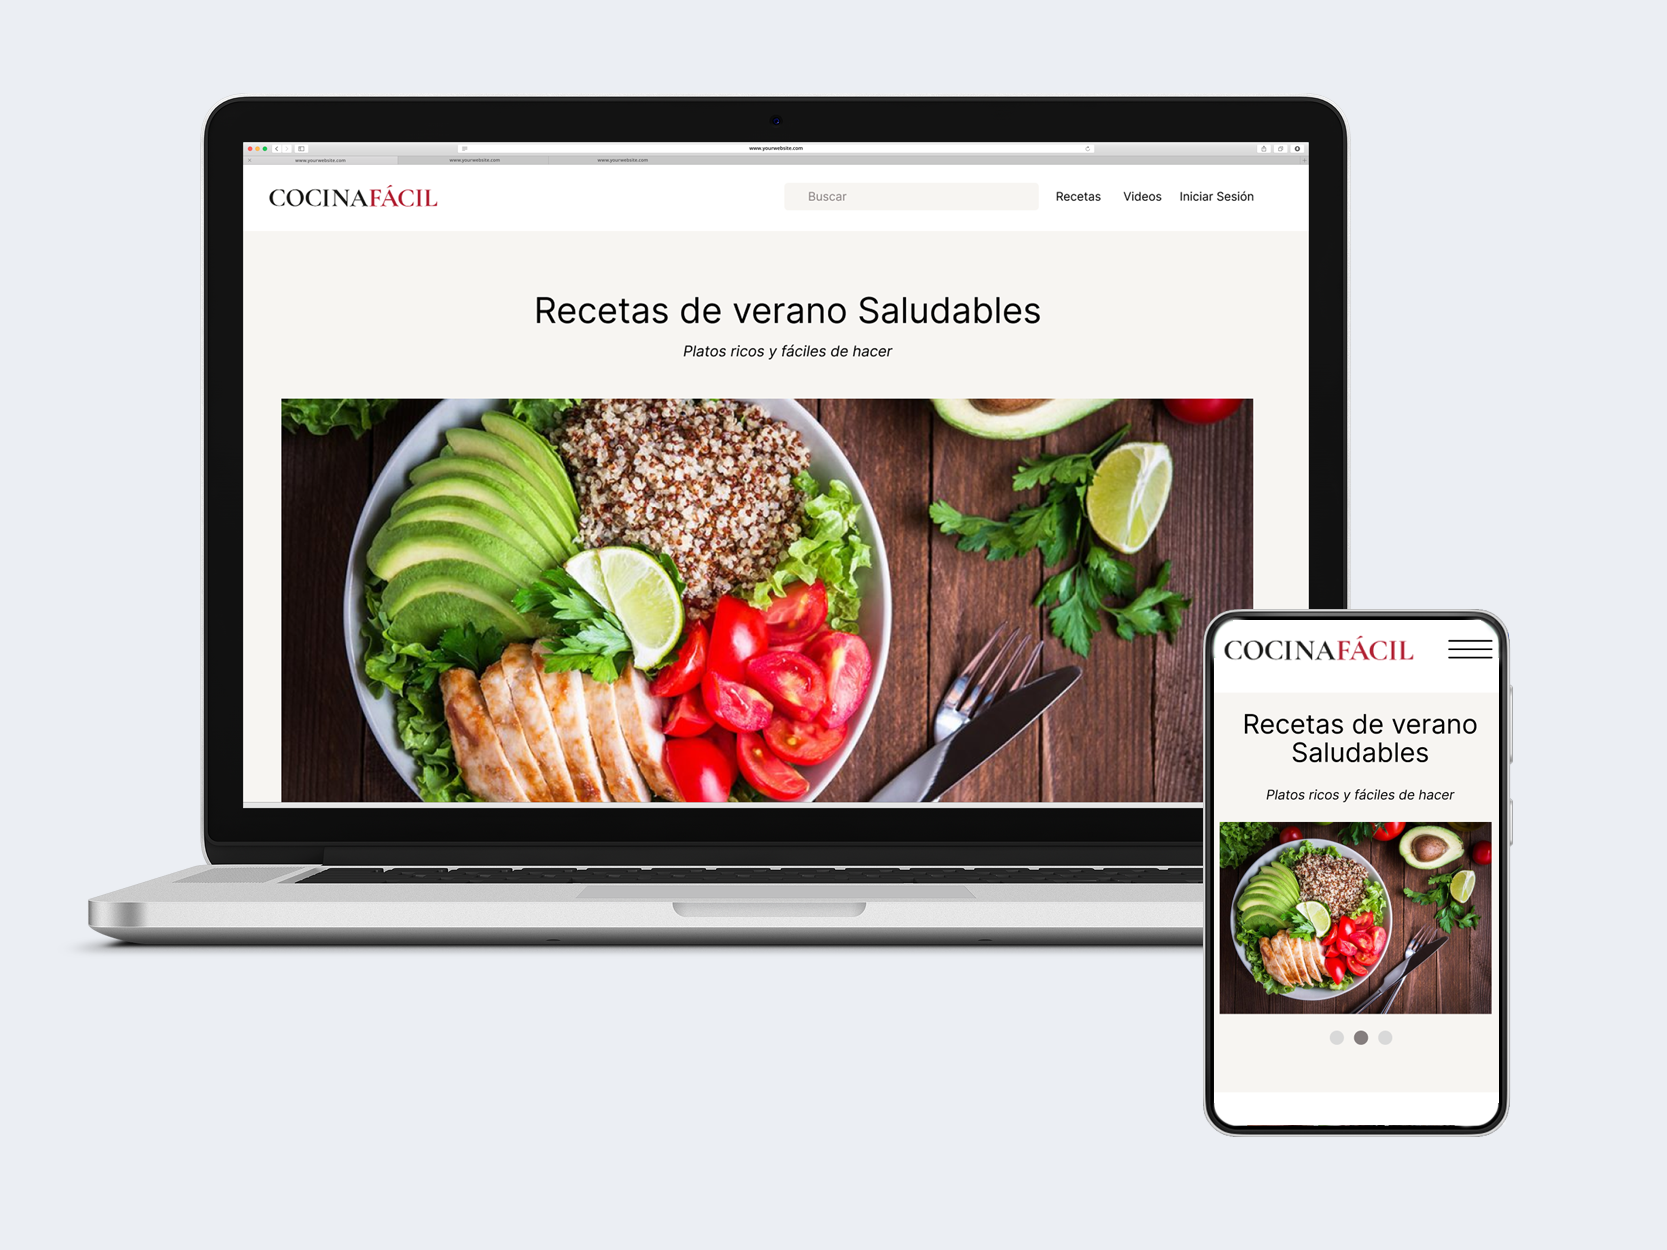 www.yourwebsite.com
www.yourwebsite.com www.yourwebsite.com www.yourwebsite.com
COCINAFÁCIL Buscar Recetas Videos Iniciar Sesión
Recetas de verano Saludables
Platos ricos y fáciles de hacer
COCINAFÁCIL
Recetas de verano
Saludables
Platos ricos y fáciles de hacer